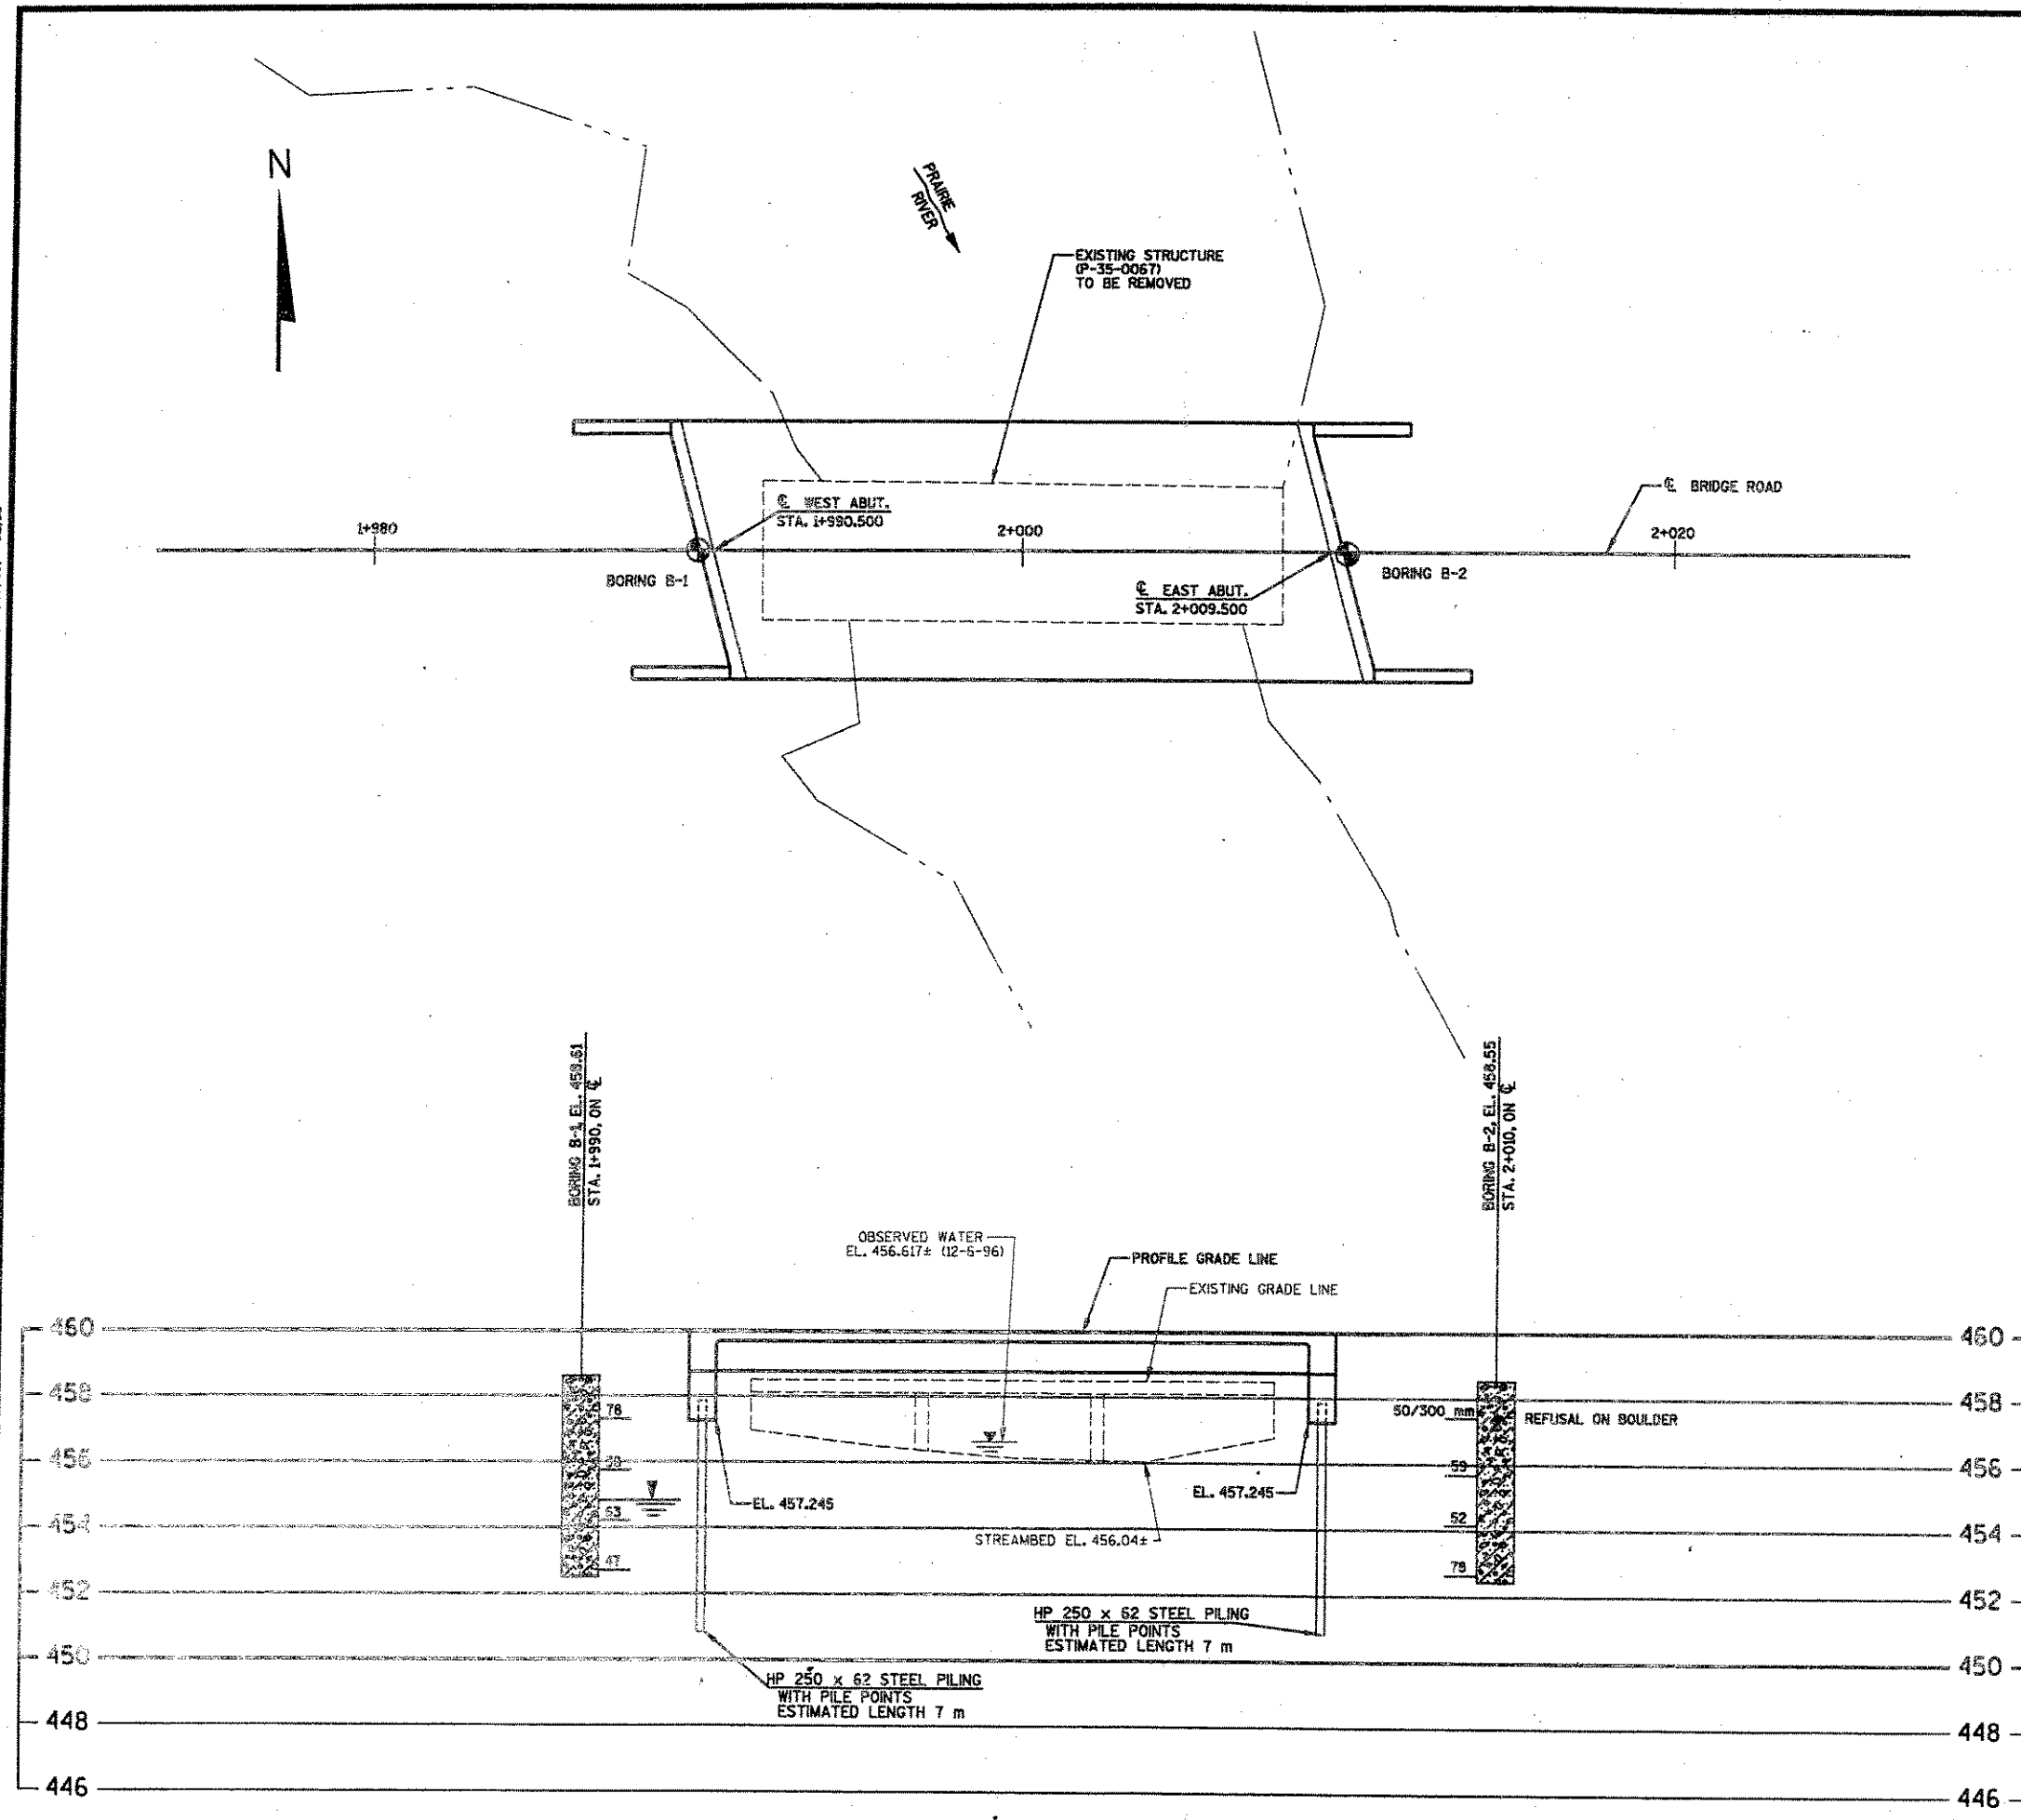 N
PRAIRIE
RIVER
EXISTING STRUCTURE
(P-35-0067)
TO BE REMOVED
℄ WEST ABUT.
STA. 1+990.500
℄ BRIDGE ROAD
1+980
2+000
2+020
BORING B-1
BORING B-2
℄ EAST ABUT.
STA. 2+009.500
BORING B-1, EL. 458.61
STA. 1+990, ON ℄
BORING B-2, EL. 458.55
STA. 2+010, ON ℄
OBSERVED WATER
EL. 456.617± (12-6-96)
PROFILE GRADE LINE
EXISTING GRADE LINE
460 460
458 458
76
50/300 mm
REFUSAL ON BOULDER
456 456
59
EL. 457.245
EL. 457.245
53
52
454 454
STREAMBED EL. 456.04±
47
79
452 452
HP 250 x 62 STEEL PILING
WITH PILE POINTS
ESTIMATED LENGTH 7 m
450 450
HP 250 x 62 STEEL PILING
WITH PILE POINTS
ESTIMATED LENGTH 7 m
448 448
446 446